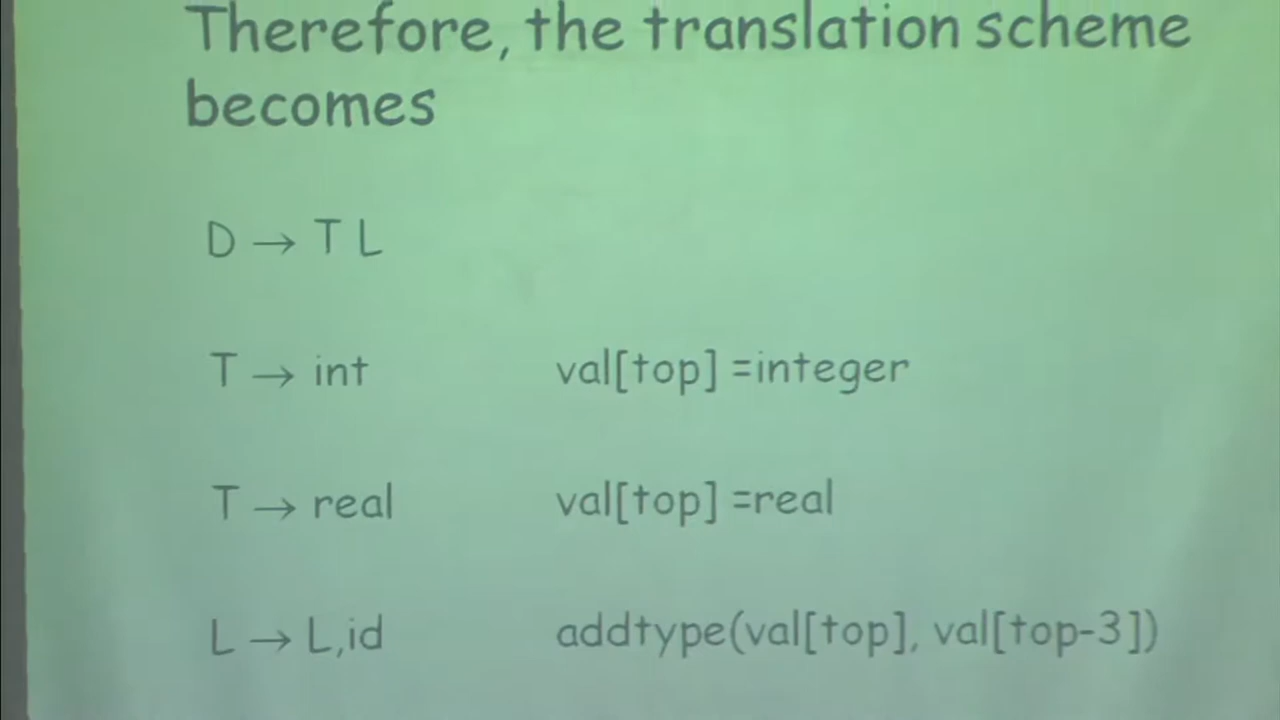 Therefore, the translation scheme
becomes
D → T L
T → int val[top] =integer
T → real val[top] =real
L → L,id addtype(val[top], val[top-3])